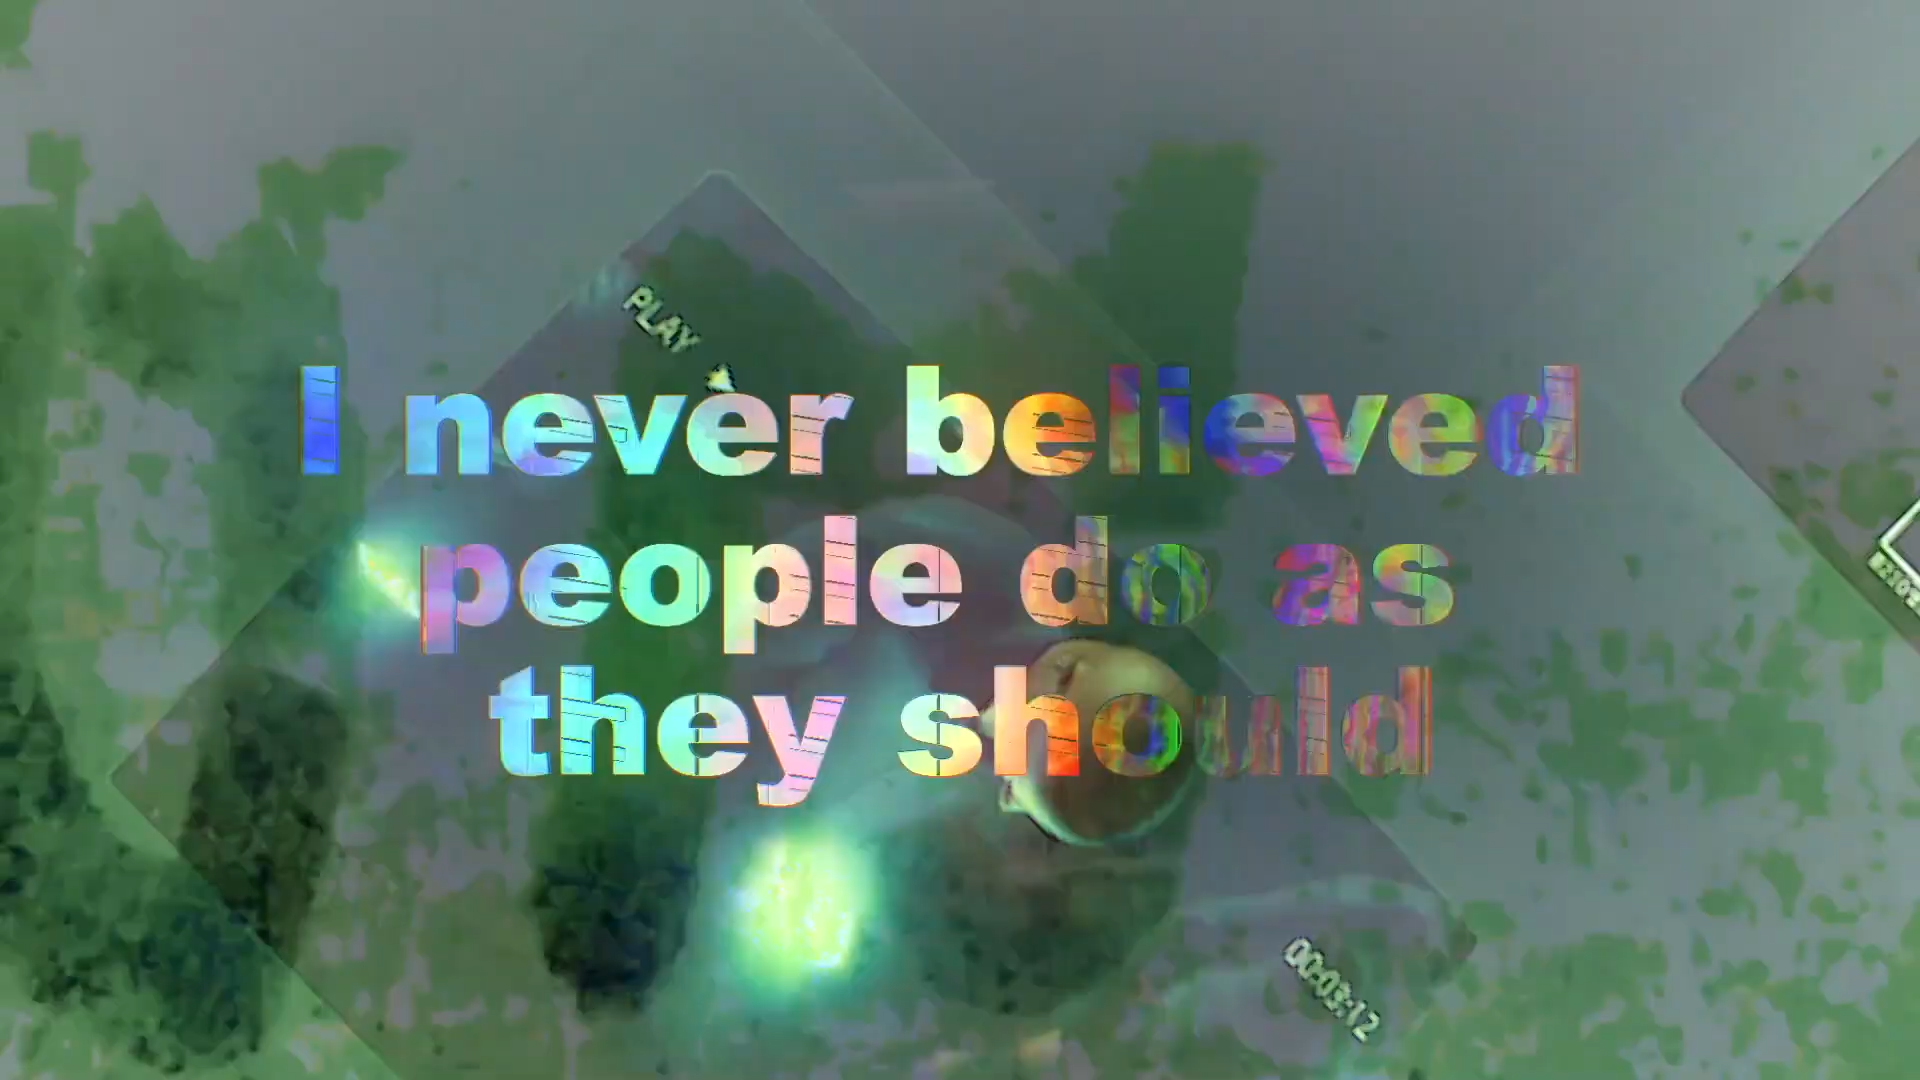 PLAY
I never believed
people do as
they should
00:03:12